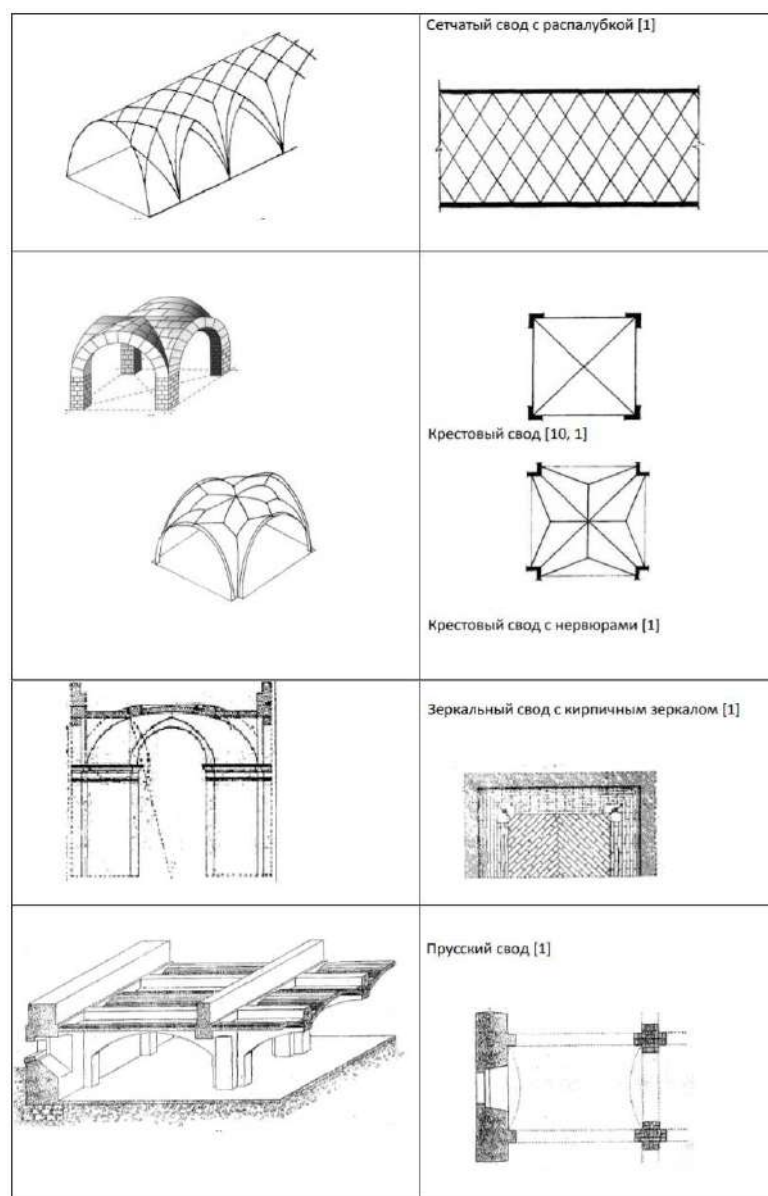 Сетчатый свод с распалубкой [1]
Крестовый свод [10, 1]
Крестовый свод с нервюрами [1]
Зеркальный свод с кирпичным зеркалом [1]
Прусский свод [1]